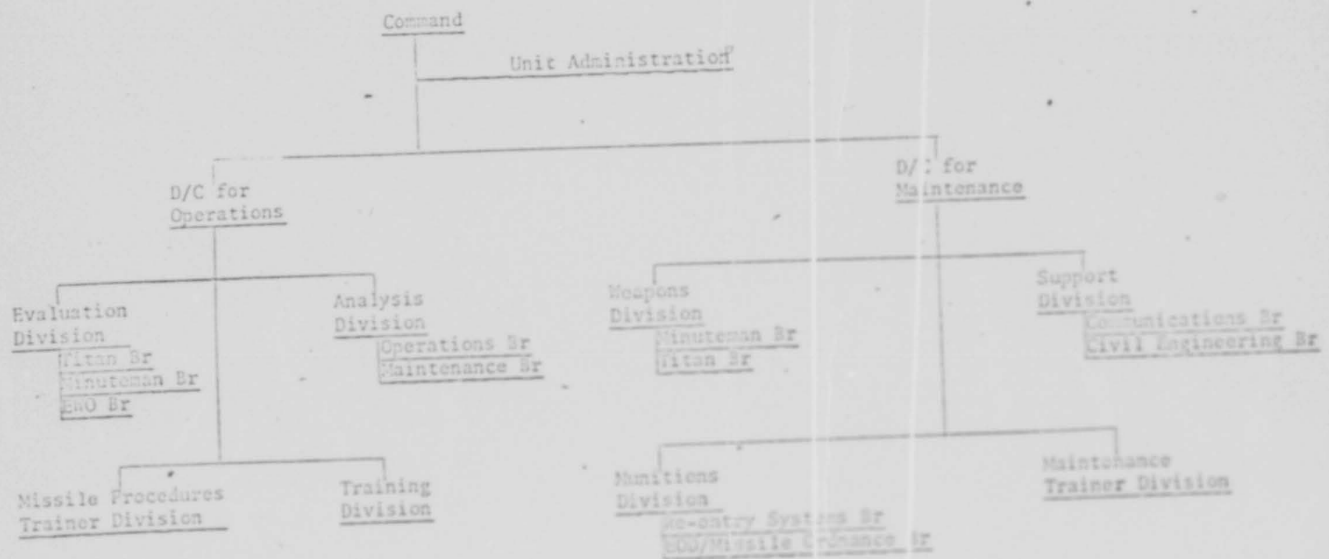 Command
Unit Administration
D/C for
Operations
D/C for
Maintenance
Evaluation
Division
Titan Br
Minuteman Br
EWO Br
Analysis
Division
Operations Br
Maintenance Br
Weapons
Division
Minuteman Br
Titan Br
Support
Division
Communications Br
Civil Engineering Br
Missile Procedures
Trainer Division
Training
Division
Munitions
Division
Re-entry Systems Br
EOD/Missile Ordnance Br
Maintenance
Trainer Division